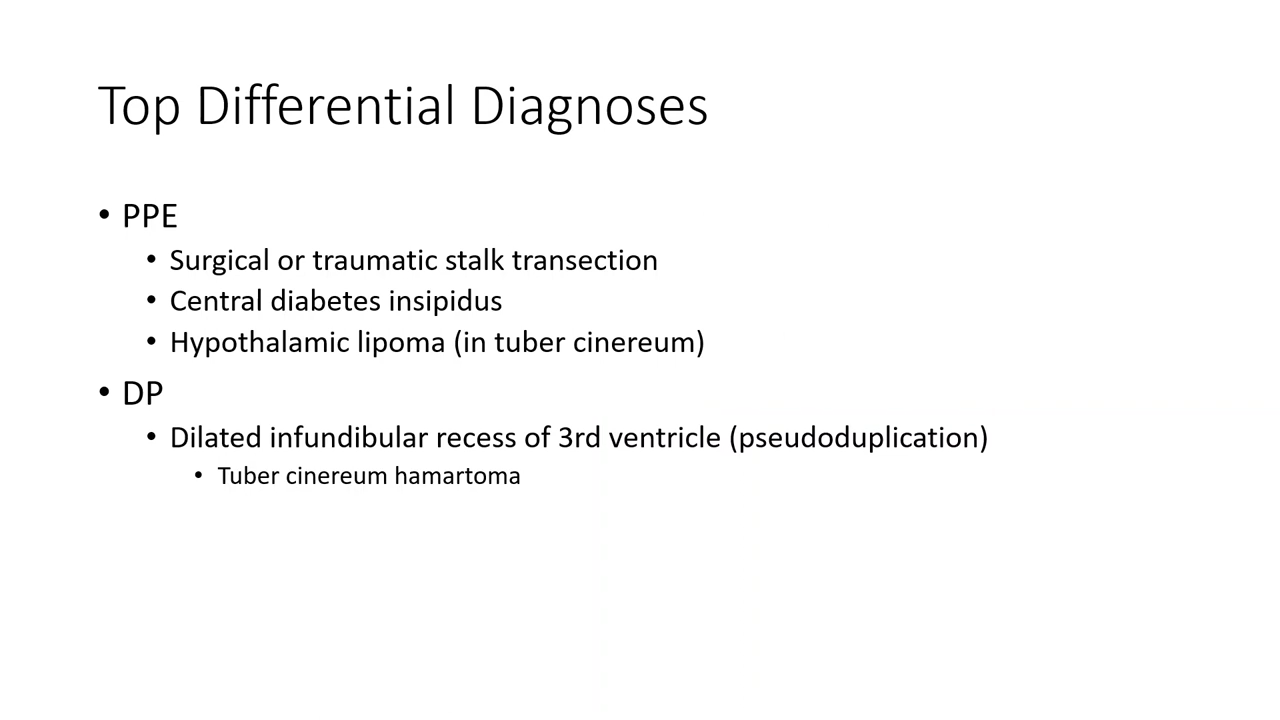 Top Differential Diagnoses
• PPE
• Surgical or traumatic stalk transection
• Central diabetes insipidus
• Hypothalamic lipoma (in tuber cinereum)
• DP
• Dilated infundibular recess of 3rd ventricle (pseudoduplication)
• Tuber cinereum hamartoma